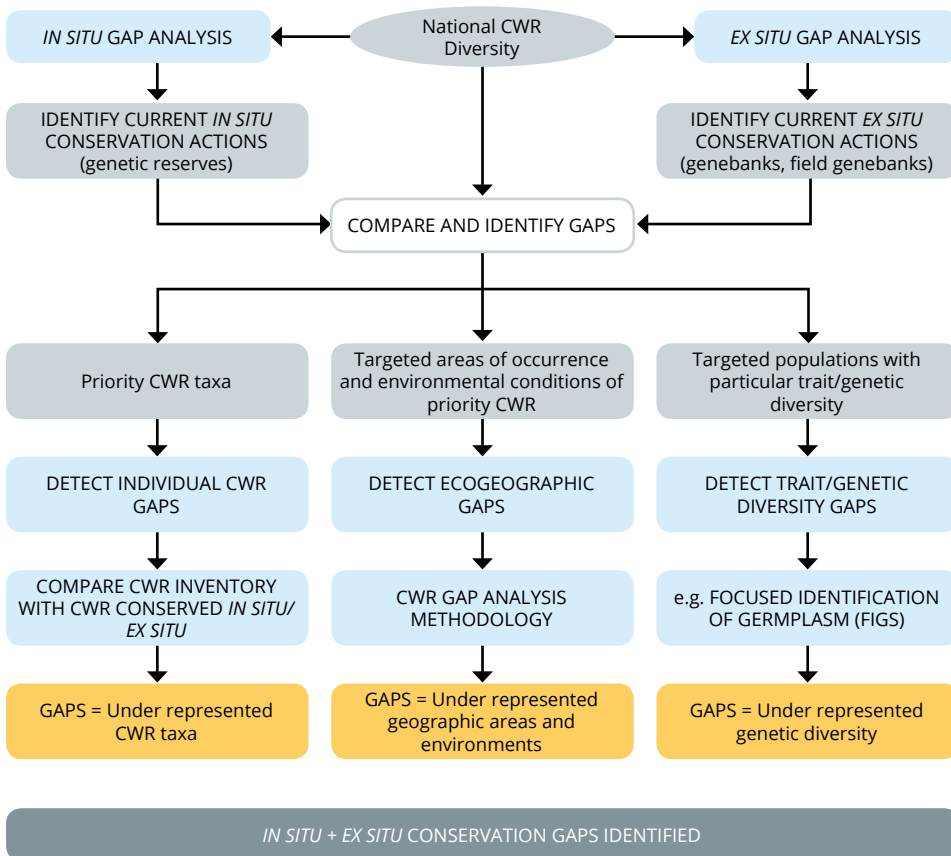 National CWR
Diversity
IN SITU GAP ANALYSIS
EX SITU GAP ANALYSIS
IDENTIFY CURRENT IN SITU
CONSERVATION ACTIONS
(genetic reserves)
IDENTIFY CURRENT EX SITU
CONSERVATION ACTIONS
(genebanks, field genebanks)
COMPARE AND IDENTIFY GAPS
Priority CWR taxa
Targeted areas of occurrence
and environmental conditions of
priority CWR
Targeted populations with
particular trait/genetic
diversity
DETECT INDIVIDUAL CWR
GAPS
DETECT ECOGEOGRAPHIC
GAPS
DETECT TRAIT/GENETIC
DIVERSITY GAPS
COMPARE CWR INVENTORY
WITH CWR CONSERVED IN SITU/
EX SITU
CWR GAP ANALYSIS
METHODOLOGY
e.g. FOCUSED IDENTIFICATION
OF GERMPLASM (FIGS)
GAPS = Under represented
CWR taxa
GAPS = Under represented
geographic areas and
environments
GAPS = Under represented
genetic diversity
IN SITU + EX SITU CONSERVATION GAPS IDENTIFIED